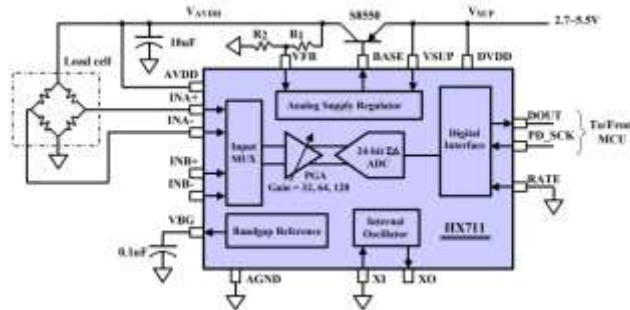 VAVDD
S8550
VSUP
2.7~5.5V
R2
R1
10uF
VFB
BASE
VSUP
DVDD
Load cell
AVDD
INA+
INA-
Analog Supply Regulator
Input
MUX
24-bit ΣΔ
ADC
Digital
Interface
DOUT
PD_SCK
To/From
MCU
INB+
INB-
PGA
Gain = 32, 64, 128
RATE
VBG
Internal
Oscillator
HX711
0.1uF
Bandgap Reference
AGND
XI
XO